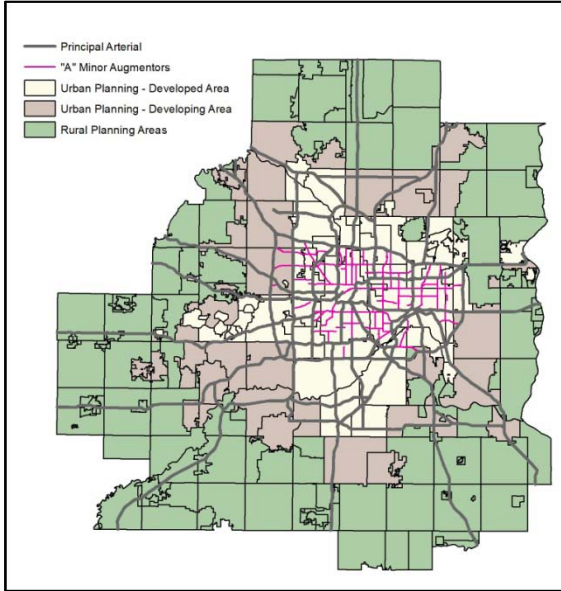 Principal Arterial
"A" Minor Augmentors
Urban Planning - Developed Area
Urban Planning - Developing Area
Rural Planning Areas